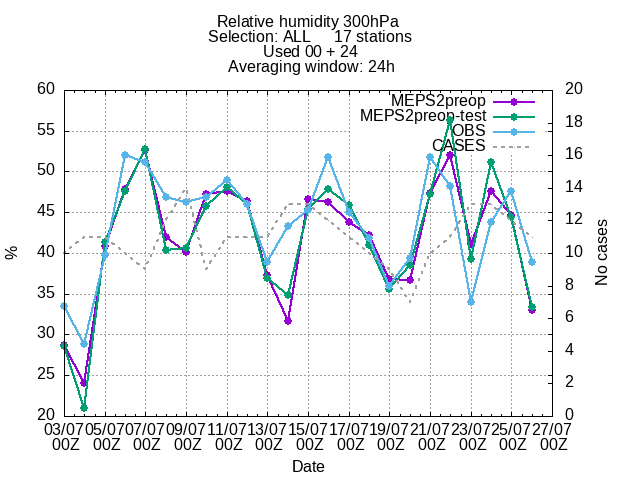 Relative humidity 300hPa
Selection: ALL 17 stations
Used 00 + 24
Averaging window: 24h
MEPS2preop
MEPS2preop-test
OBS
CASES
60
55
50
45
40
35
30
25
20
%
20
18
16
14
12
10
8
6
4
2
0
No cases
03/07 05/07 07/07 09/07 11/07 13/07 15/07 17/07 19/07 21/07 23/07 25/07 27/07
00Z 00Z 00Z 00Z 00Z 00Z 00Z 00Z 00Z 00Z 00Z 00Z 00Z
Date